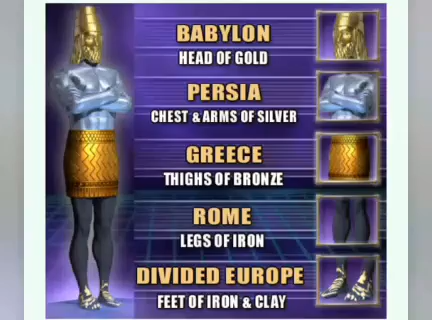 BABYLON
HEAD OF GOLD
PERSIA
CHEST & ARMS OF SILVER
GREECE
THIGHS OF BRONZE
ROME
LEGS OF IRON
DIVIDED EUROPE
FEET OF IRON & CLAY